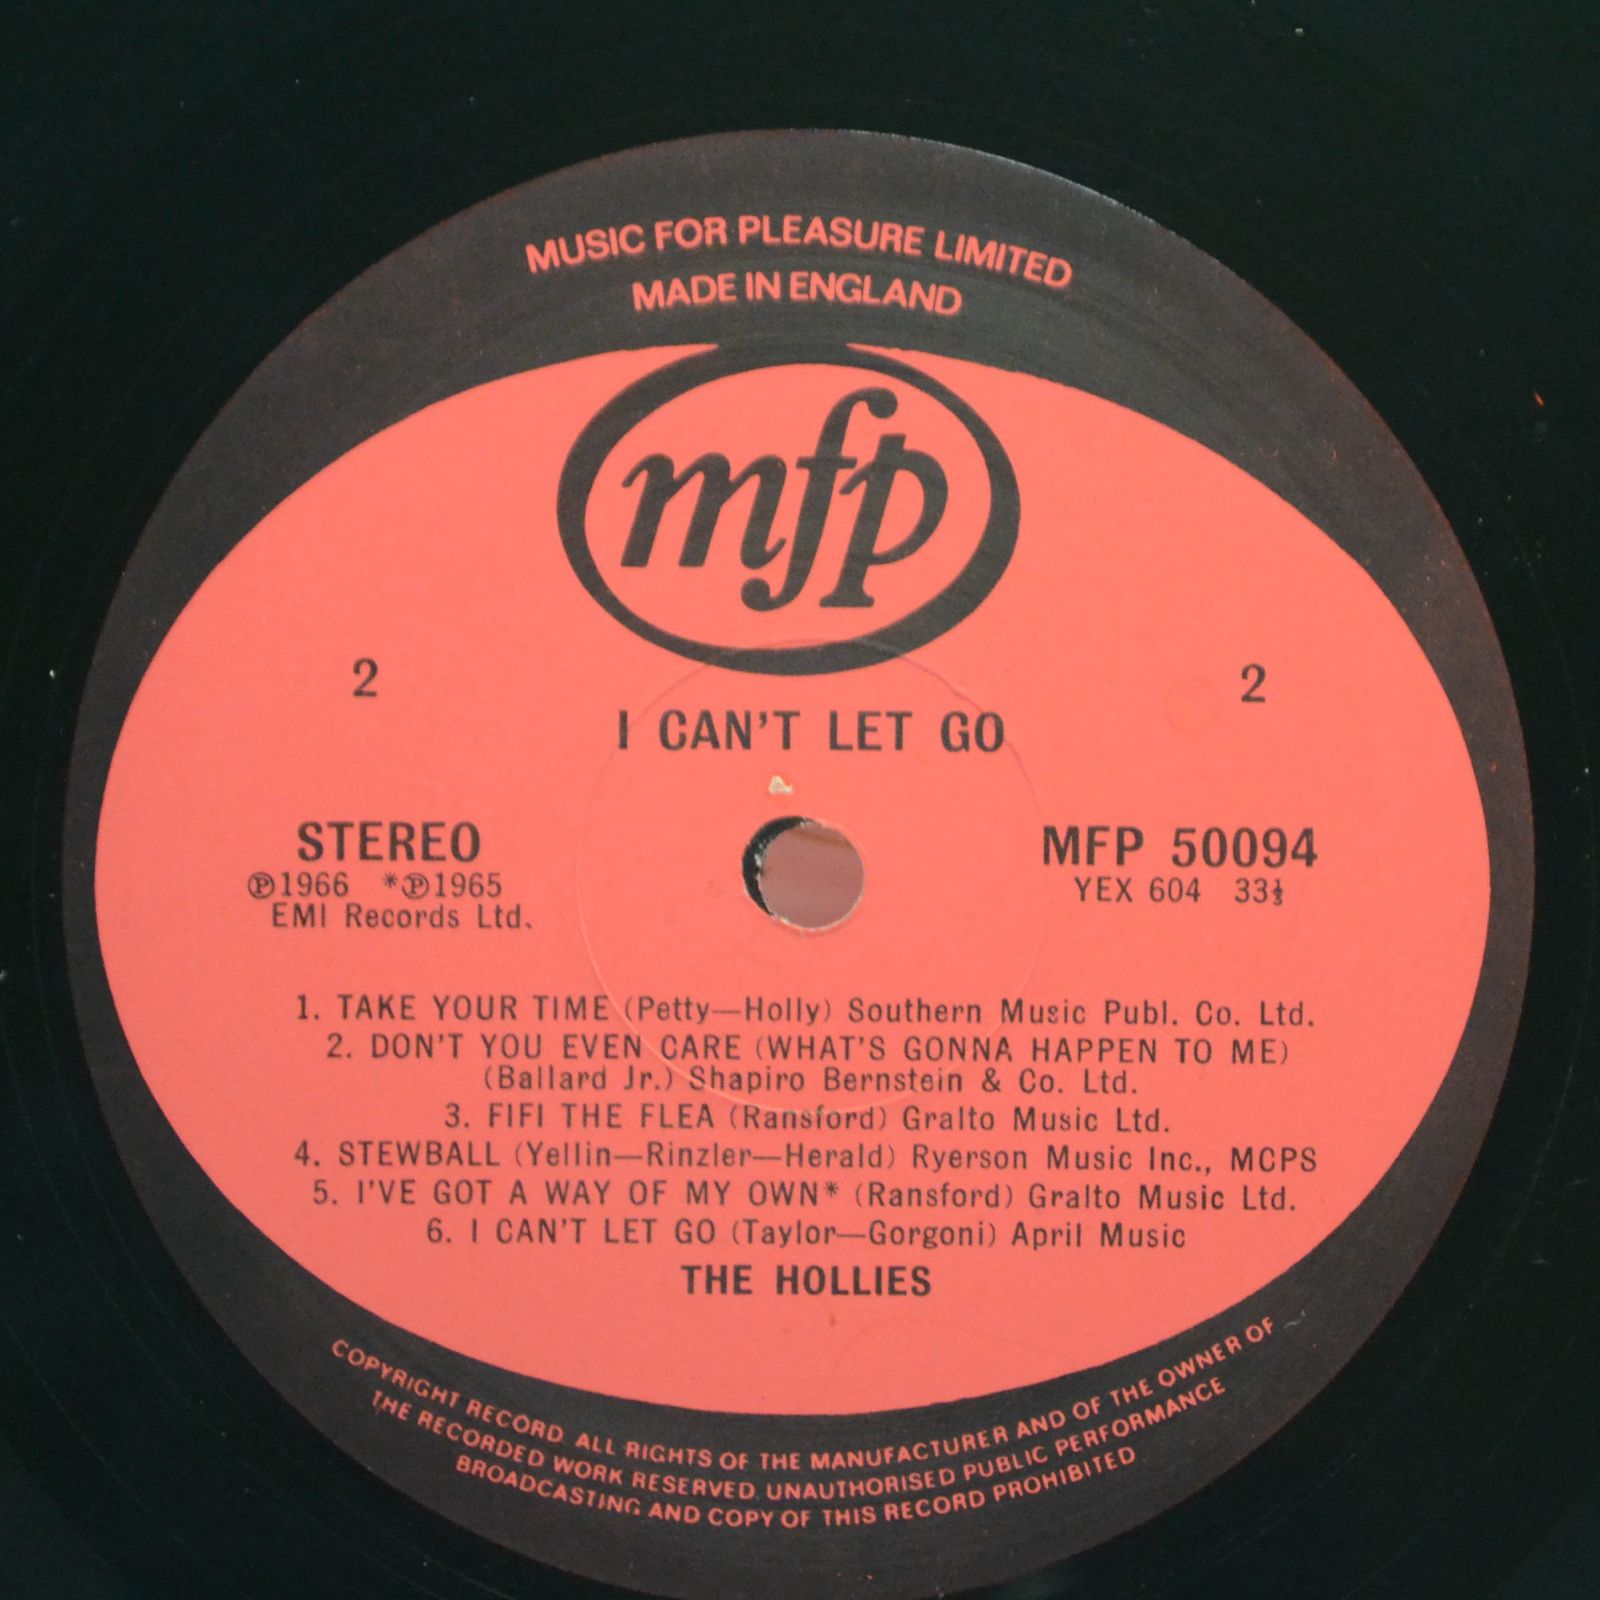 MUSIC FOR PLEASURE LIMITED
MADE IN ENGLAND
mfp
2 2
I CAN'T LET GO
STEREO MFP 50094
℗1966 *℗1965 YEX 604 33⅓
EMI Records Ltd.
1. TAKE YOUR TIME (Petty—Holly) Southern Music Publ. Co. Ltd.
2. DON'T YOU EVEN CARE (WHAT'S GONNA HAPPEN TO ME)
(Ballard Jr.) Shapiro Bernstein & Co. Ltd.
3. FIFI THE FLEA (Ransford) Gralto Music Ltd.
4. STEWBALL (Yellin—Rinzler—Herald) Ryerson Music Inc., MCPS
5. I'VE GOT A WAY OF MY OWN* (Ransford) Gralto Music Ltd.
6. I CAN'T LET GO (Taylor—Gorgoni) April Music
THE HOLLIES
COPYRIGHT RECORD. ALL RIGHTS OF THE MANUFACTURER AND OF THE OWNER OF
THE RECORDED WORK RESERVED. UNAUTHORISED PUBLIC PERFORMANCE
BROADCASTING AND COPY OF THIS RECORD PROHIBITED